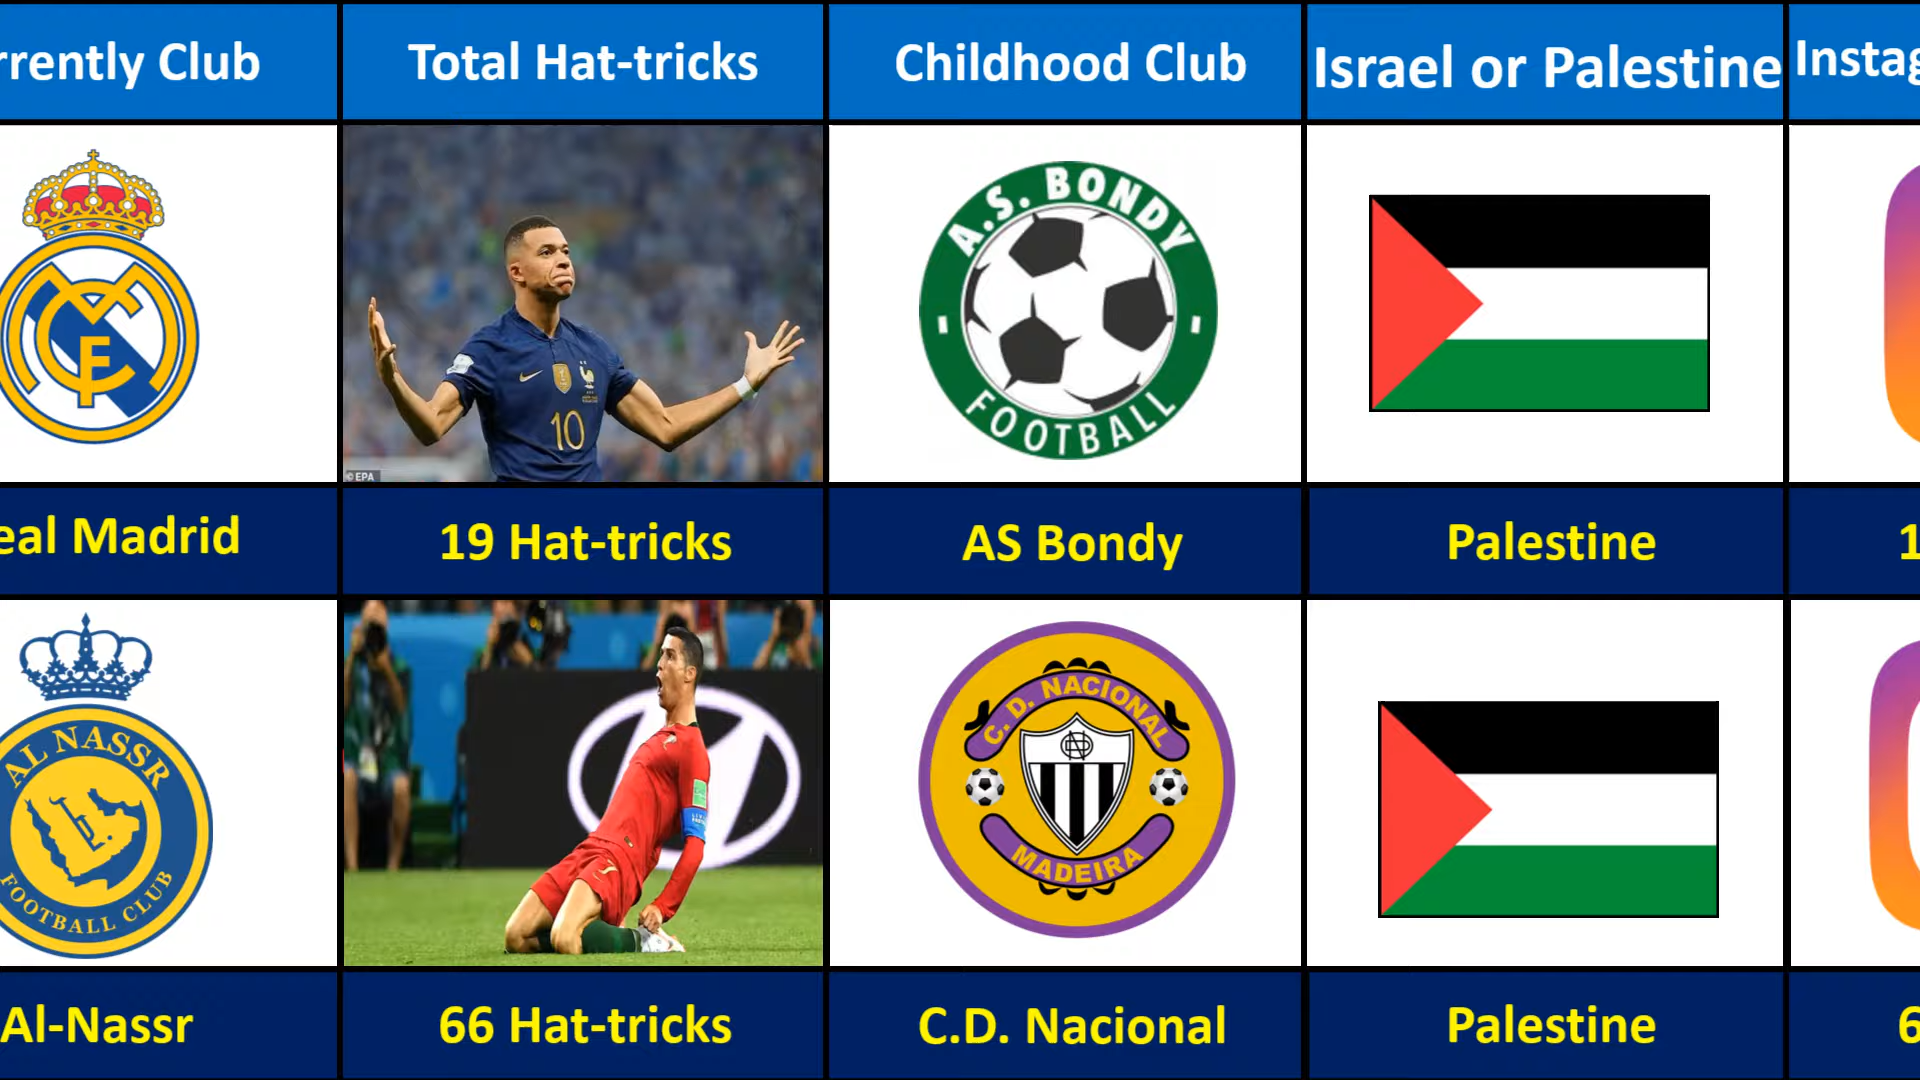 rrently Club
Total Hat-tricks
Childhood Club
Israel or Palestine
Instag
10
© EPA
A.S. BONDY
FOOTBALL
eal Madrid
19 Hat-tricks
AS Bondy
Palestine
1
AL NASSR
FOOTBALL CLUB
7
C. D. NACIONAL
MADEIRA
Al-Nassr
66 Hat-tricks
C.D. Nacional
Palestine
6